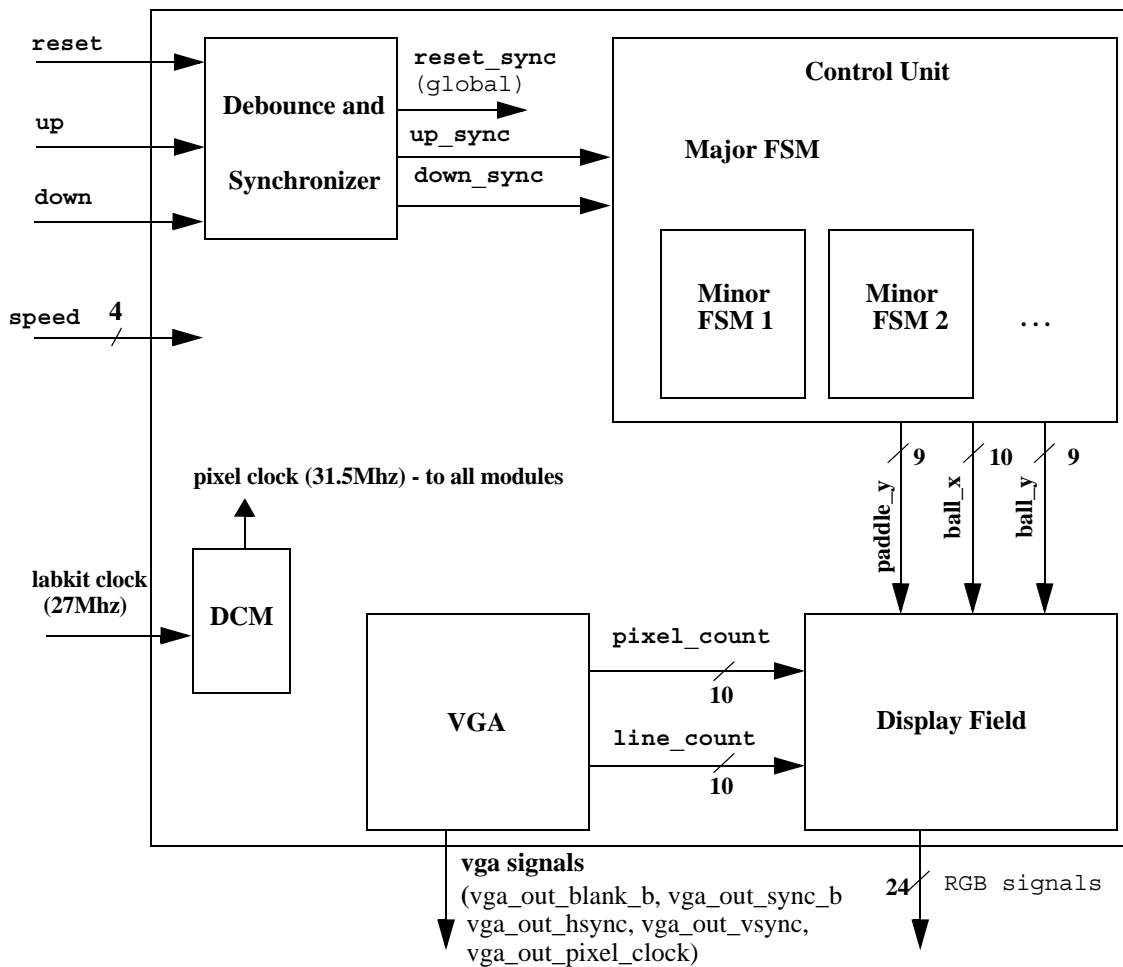 reset
up
down
speed
4
Debounce and
Synchronizer
reset_sync
(global)
up_sync
down_sync
Control Unit
Major FSM
Minor
FSM 1
Minor
FSM 2
...
9
10
9
paddle_y
ball_x
ball_y
pixel clock (31.5Mhz) - to all modules
labkit clock
(27Mhz)
DCM
VGA
pixel_count
10
line_count
10
Display Field
vga signals
(vga_out_blank_b, vga_out_sync_b
vga_out_hsync, vga_out_vsync,
vga_out_pixel_clock)
24
RGB signals